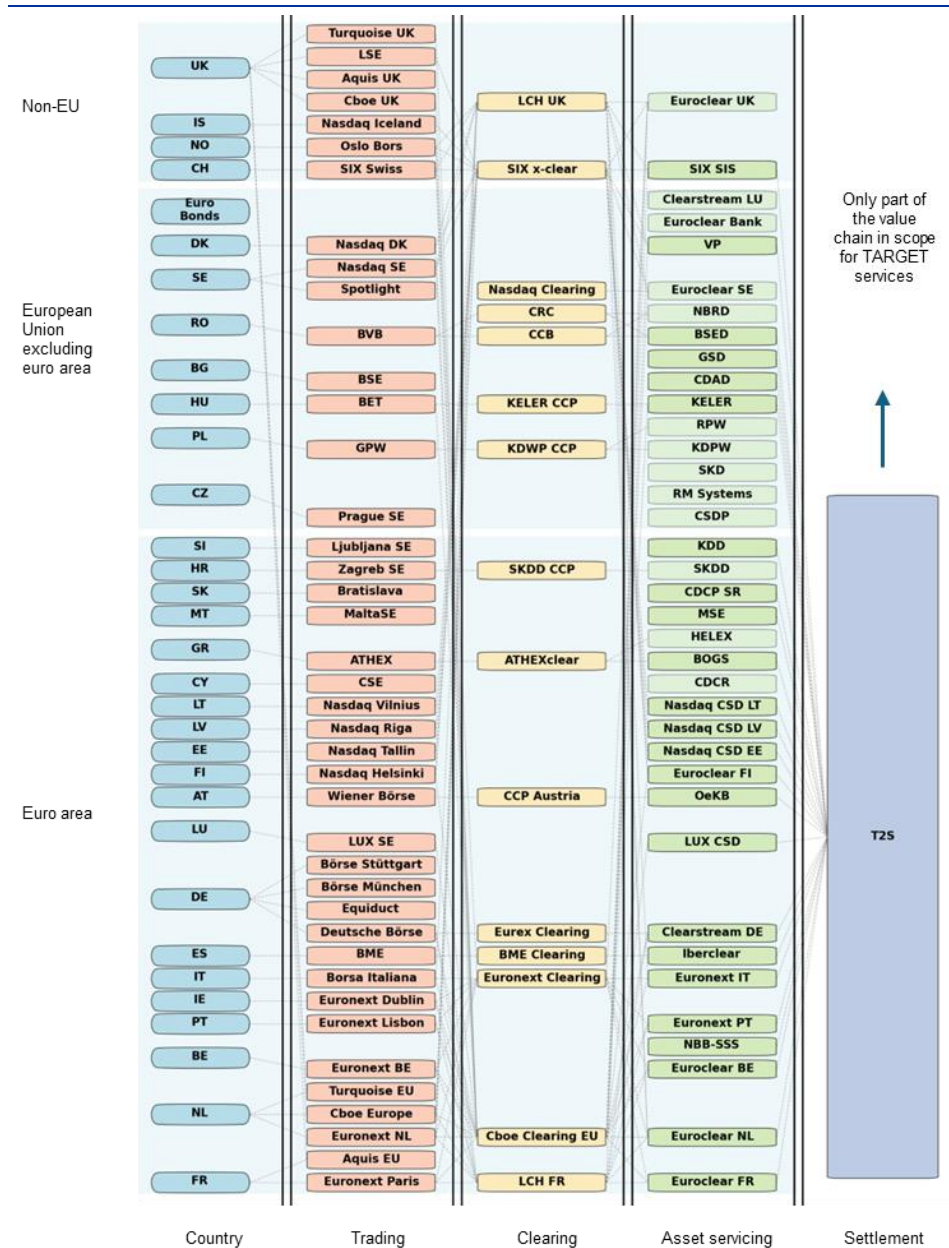 Non-EU
UK
IS
NO
CH
Turquoise UK
LSE
Aquis UK
Cboe UK
Nasdaq Iceland
Oslo Bors
SIX Swiss
LCH UK
SIX x-clear
Euroclear UK
SIX SIS
European
Union
excluding
euro area
Euro
Bonds
DK
SE
RO
BG
HU
PL
CZ
Nasdaq DK
Nasdaq SE
Spotlight
BVB
BSE
BET
GPW
Prague SE
Nasdaq Clearing
CRC
CCB
KELER CCP
KDWP CCP
Clearstream LU
Euroclear Bank
VP
Euroclear SE
NBRD
BSED
GSD
CDAD
KELER
RPW
KDPW
SKD
RM Systems
CSDP
Euro area
SI
HR
SK
MT
GR
CY
LT
LV
EE
FI
AT
LU
DE
ES
IT
IE
PT
BE
NL
FR
Ljubljana SE
Zagreb SE
Bratislava
MaltaSE
ATHEX
CSE
Nasdaq Vilnius
Nasdaq Riga
Nasdaq Tallin
Nasdaq Helsinki
Wiener Börse
LUX SE
Börse Stüttgart
Börse München
Equiduct
Deutsche Börse
BME
Borsa Italiana
Euronext Dublin
Euronext Lisbon
Euronext BE
Turquoise EU
Cboe Europe
Euronext NL
Aquis EU
Euronext Paris
SKDD CCP
ATHEXclear
CCP Austria
Eurex Clearing
BME Clearing
Euronext Clearing
Cboe Clearing EU
LCH FR
KDD
SKDD
CDCP SR
MSE
HELEX
BOGS
CDCR
Nasdaq CSD LT
Nasdaq CSD LV
Nasdaq CSD EE
Euroclear FI
OeKB
LUX CSD
Clearstream DE
Iberclear
Euronext IT
Euronext PT
NBB-SSS
Euroclear BE
Euroclear NL
Euroclear FR
Only part of
the value
chain in scope
for TARGET
services
T2S
Country
Trading
Clearing
Asset servicing
Settlement